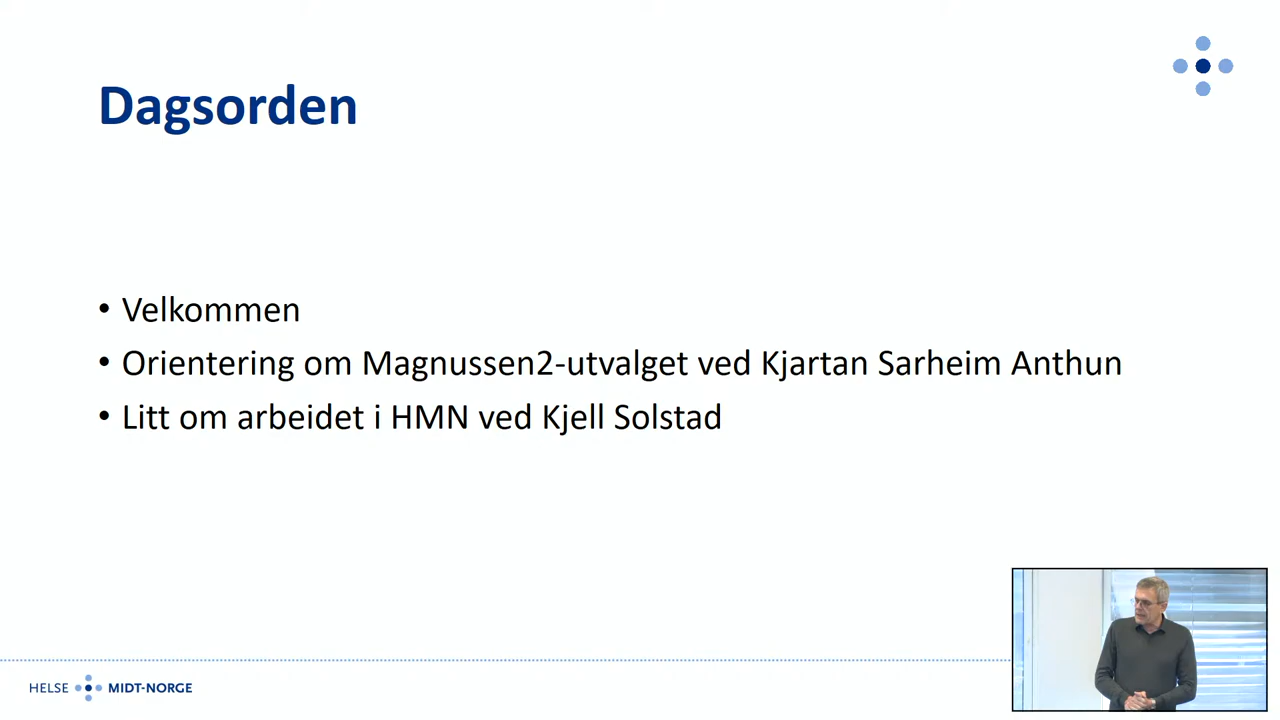 Dagsorden
• Velkommen
• Orientering om Magnussen2-utvalget ved Kjartan Sarheim Anthun
• Litt om arbeidet i HMN ved Kjell Solstad
HELSE MIDT-NORGE